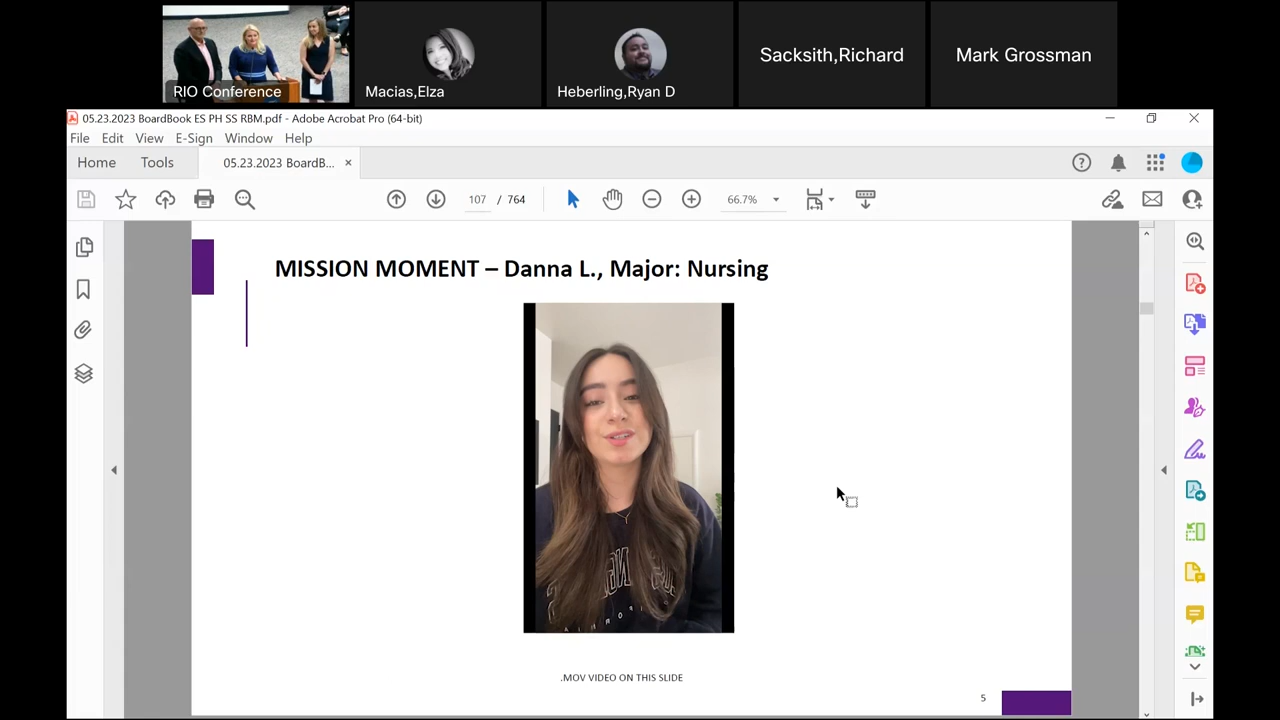 RIO Conference
Macias,Elza
Heberling,Ryan D
Sacksith,Richard
Mark Grossman
05.23.2023 BoardBook ES PH SS RBM.pdf - Adobe Acrobat Pro (64-bit)
File Edit View E-Sign Window Help
Home Tools 05.23.2023 BoardB... ×
107 / 764 66.7%
MISSION MOMENT – Danna L., Major: Nursing
.MOV VIDEO ON THIS SLIDE
5